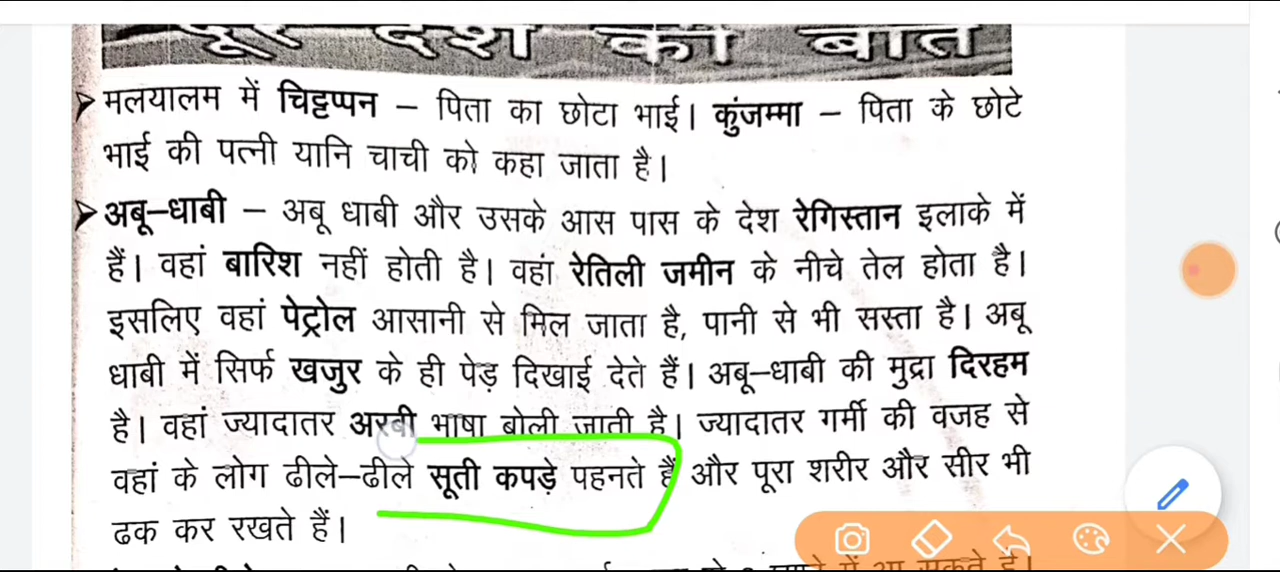 देश की बात
मलयालम में चिट्टप्पन – पिता का छोटा भाई। कुंजम्मा – पिता के छोटे
भाई की पत्नी यानि चाची को कहा जाता है।
अबू–धाबी – अबू धाबी और उसके आस पास के देश रेगिस्तान इलाके में
हैं। वहां बारिश नहीं होती है। वहां रेतिली जमीन के नीचे तेल होता है।
इसलिए वहां पेट्रोल आसानी से मिल जाता है, पानी से भी सस्ता है। अबू
धाबी में सिर्फ खजुर के ही पेड़ दिखाई देते हैं। अबू–धाबी की मुद्रा दिरहम
है। वहां ज्यादातर अरबी भाषा बोली जाती है। ज्यादातर गर्मी की वजह से
वहां के लोग ढीले–ढीले सूती कपड़े पहनते हैं और पूरा शरीर और सीर भी
ढक कर रखते हैं।